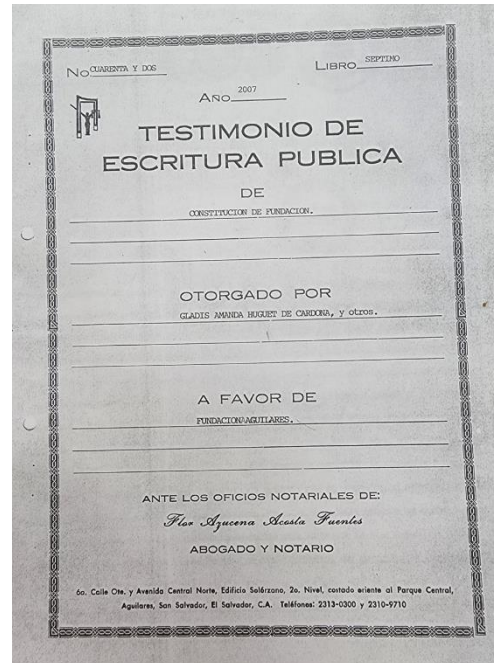 No CUARENTA Y DOS LIBRO SEPTIMO
AÑO 2007
TESTIMONIO DE
ESCRITURA PUBLICA
DE
CONSTITUCION DE FUNDACION.
OTORGADO POR
GLADIS AMANDA HUGUET DE CARDONA, y otros.
A FAVOR DE
FUNDACION AGUILARES.
ANTE LOS OFICIOS NOTARIALES DE:
Flor Azucena Acosta Fuentes
ABOGADO Y NOTARIO
6a. Calle Ote. y Avenida Central Norte, Edificio Solórzano, 2o. Nivel, costado oriente al Parque Central,
Aguilares, San Salvador, El Salvador, C.A. Teléfonos: 2313-0300 y 2310-9710